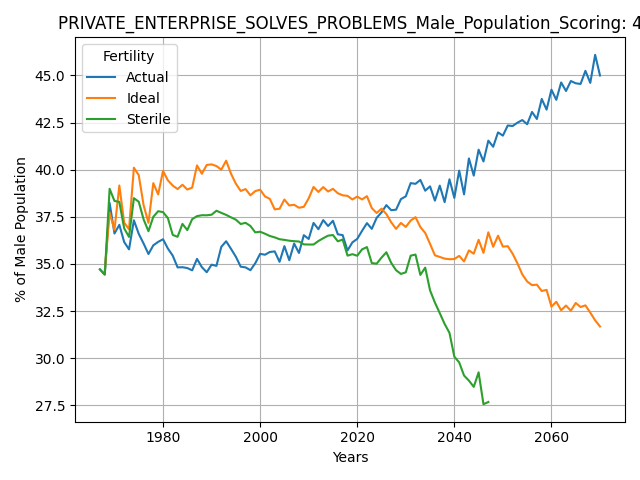 PRIVATE_ENTERPRISE_SOLVES_PROBLEMS_Male_Population_Scoring: 4
Fertility
Actual
Ideal
Sterile
% of Male Population
45.0
42.5
40.0
37.5
35.0
32.5
30.0
27.5
1980 2000 2020 2040 2060
Years